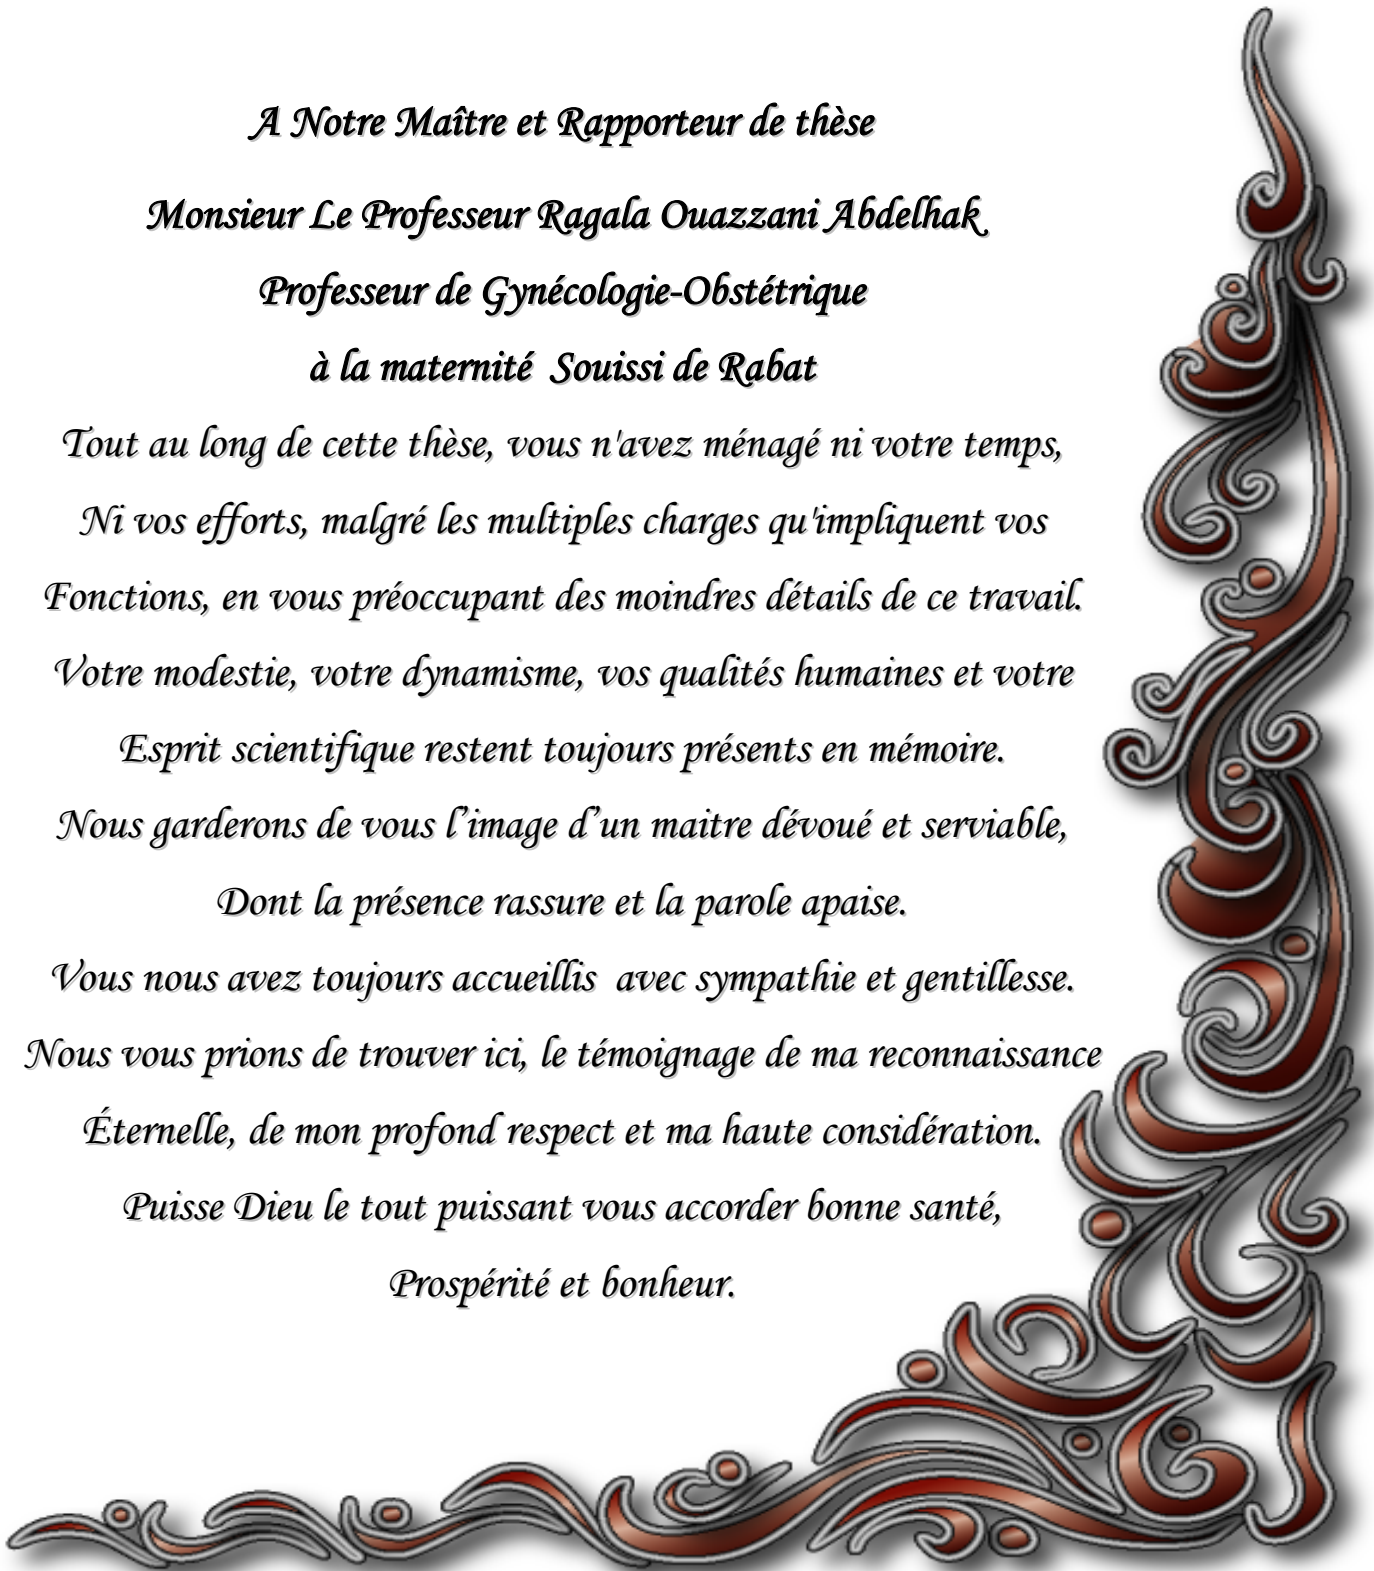 A Notre Maître et Rapporteur de thèse
Monsieur Le Professeur Ragala Ouazzani Abdelhak
Professeur de Gynécologie-Obstétrique
à la maternité Souissi de Rabat
Tout au long de cette thèse, vous n'avez ménagé ni votre temps,
Ni vos efforts, malgré les multiples charges qu'impliquent vos
Fonctions, en vous préoccupant des moindres détails de ce travail.
Votre modestie, votre dynamisme, vos qualités humaines et votre
Esprit scientifique restent toujours présents en mémoire.
Nous garderons de vous l’image d’un maitre dévoué et serviable,
Dont la présence rassure et la parole apaise.
Vous nous avez toujours accueillis avec sympathie et gentillesse.
Nous vous prions de trouver ici, le témoignage de ma reconnaissance
Éternelle, de mon profond respect et ma haute considération.
Puisse Dieu le tout puissant vous accorder bonne santé,
Prospérité et bonheur.